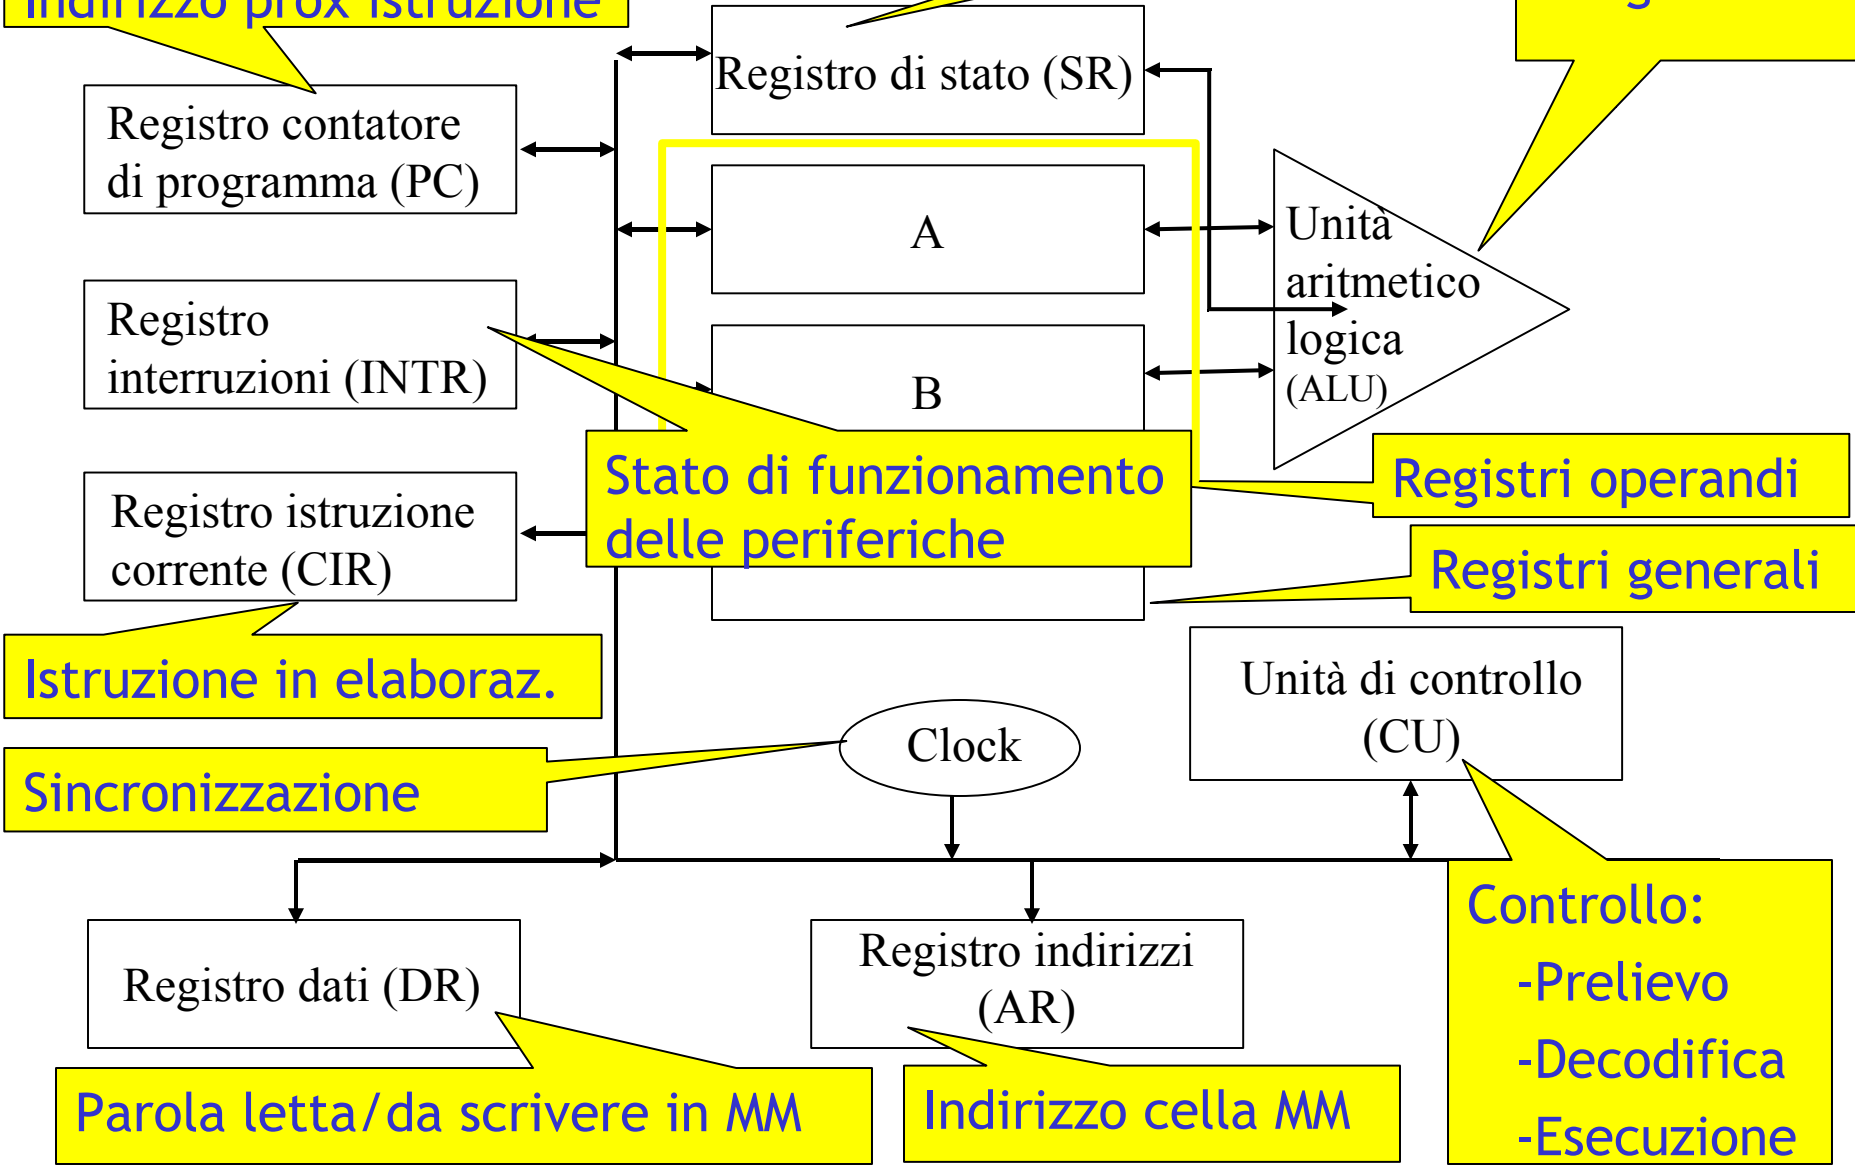 Indirizzo prox istruzione
Registro di stato (SR)
Registro contatore
di programma (PC)
A
Unità
aritmetico
logica
(ALU)
Registro
interruzioni (INTR)
B
Stato di funzionamento
delle periferiche
Registri operandi
Registro istruzione
corrente (CIR)
Registri generali
Istruzione in elaboraz.
Unità di controllo
(CU)
Clock
Sincronizzazione
Controllo:
-Prelievo
-Decodifica
-Esecuzione
Registro dati (DR)
Registro indirizzi
(AR)
Parola letta/da scrivere in MM
Indirizzo cella MM